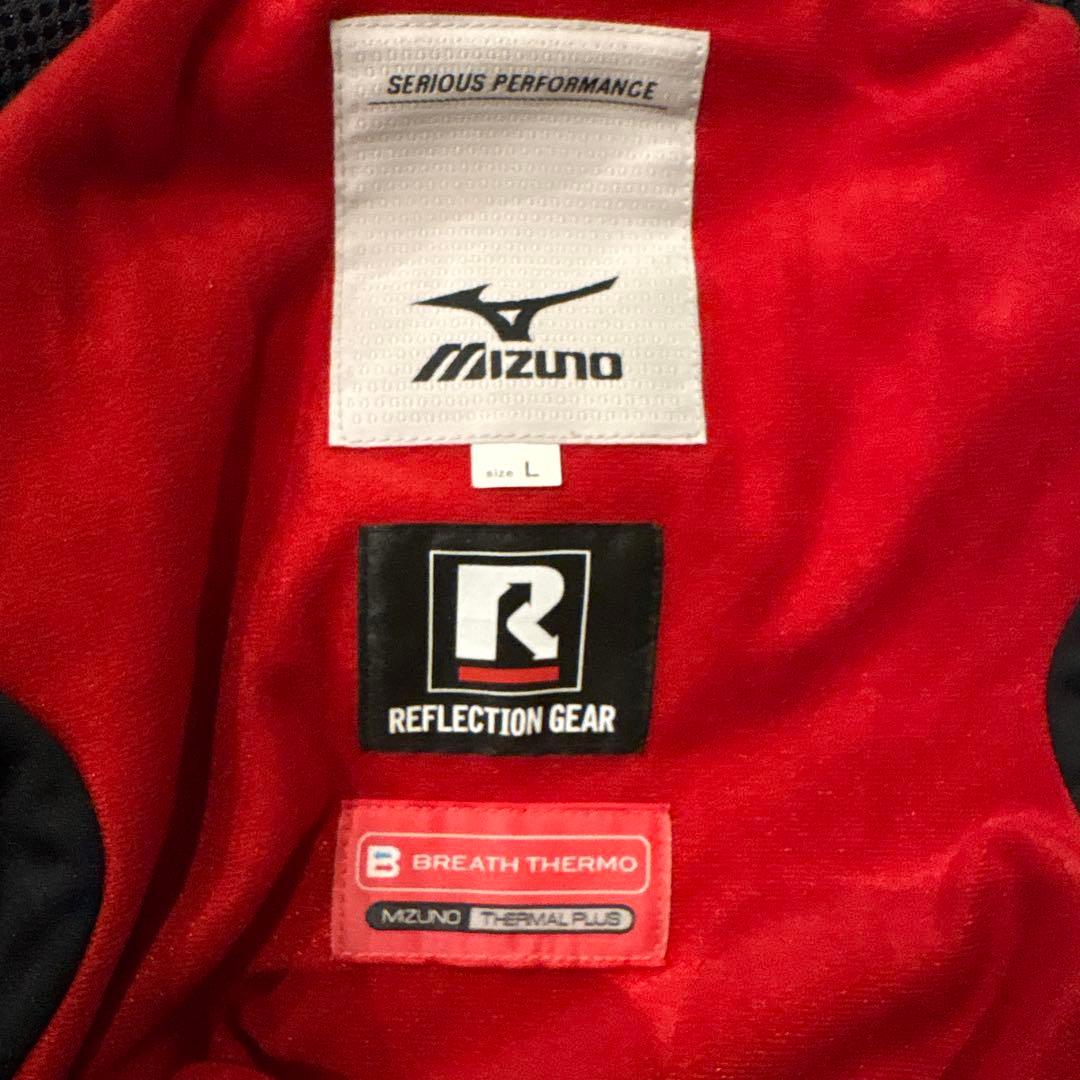 SERIOUS PERFORMANCE
MIZUNO
size L
R
REFLECTION GEAR
B BREATH THERMO
MIZUNO THERMAL PLUS